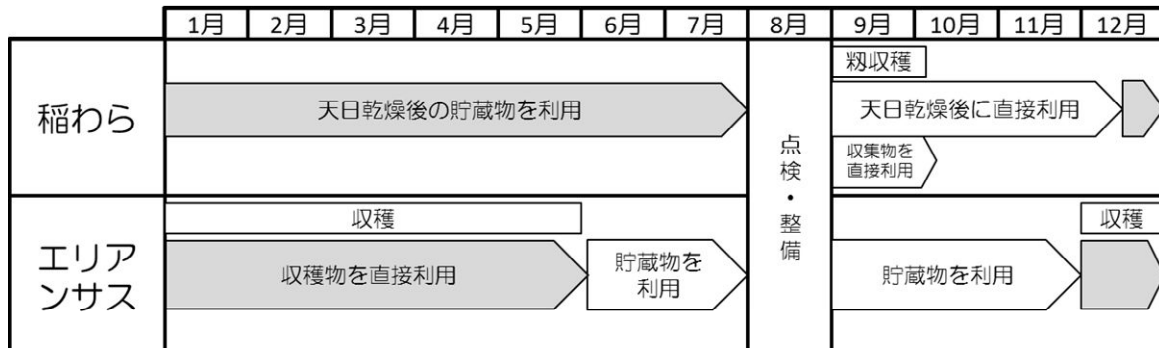 1月 2月 3月 4月 5月 6月 7月 8月 9月 10月 11月 12月
稲わら
天日乾燥後の貯蔵物を利用
点検・整備
籾収穫
天日乾燥後に直接利用
収集物を
直接利用
エリア
ンサス
収穫
収穫物を直接利用
貯蔵物を
利用
貯蔵物を利用
収穫